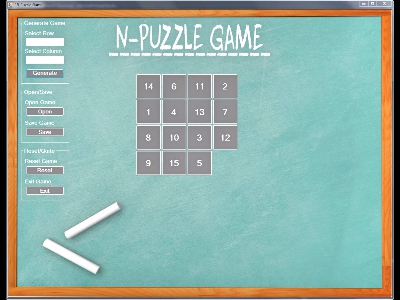 Generate Game
N-PUZZLE GAME
Select Row
Select Column
Generate
14 6 11 2
1 4 13 7
8 10 3 12
9 15 5
Open/Save
Open Game
Open
Save Game
Save
Reset/Quite
Reset Game
Reset
Exit Game
Exit